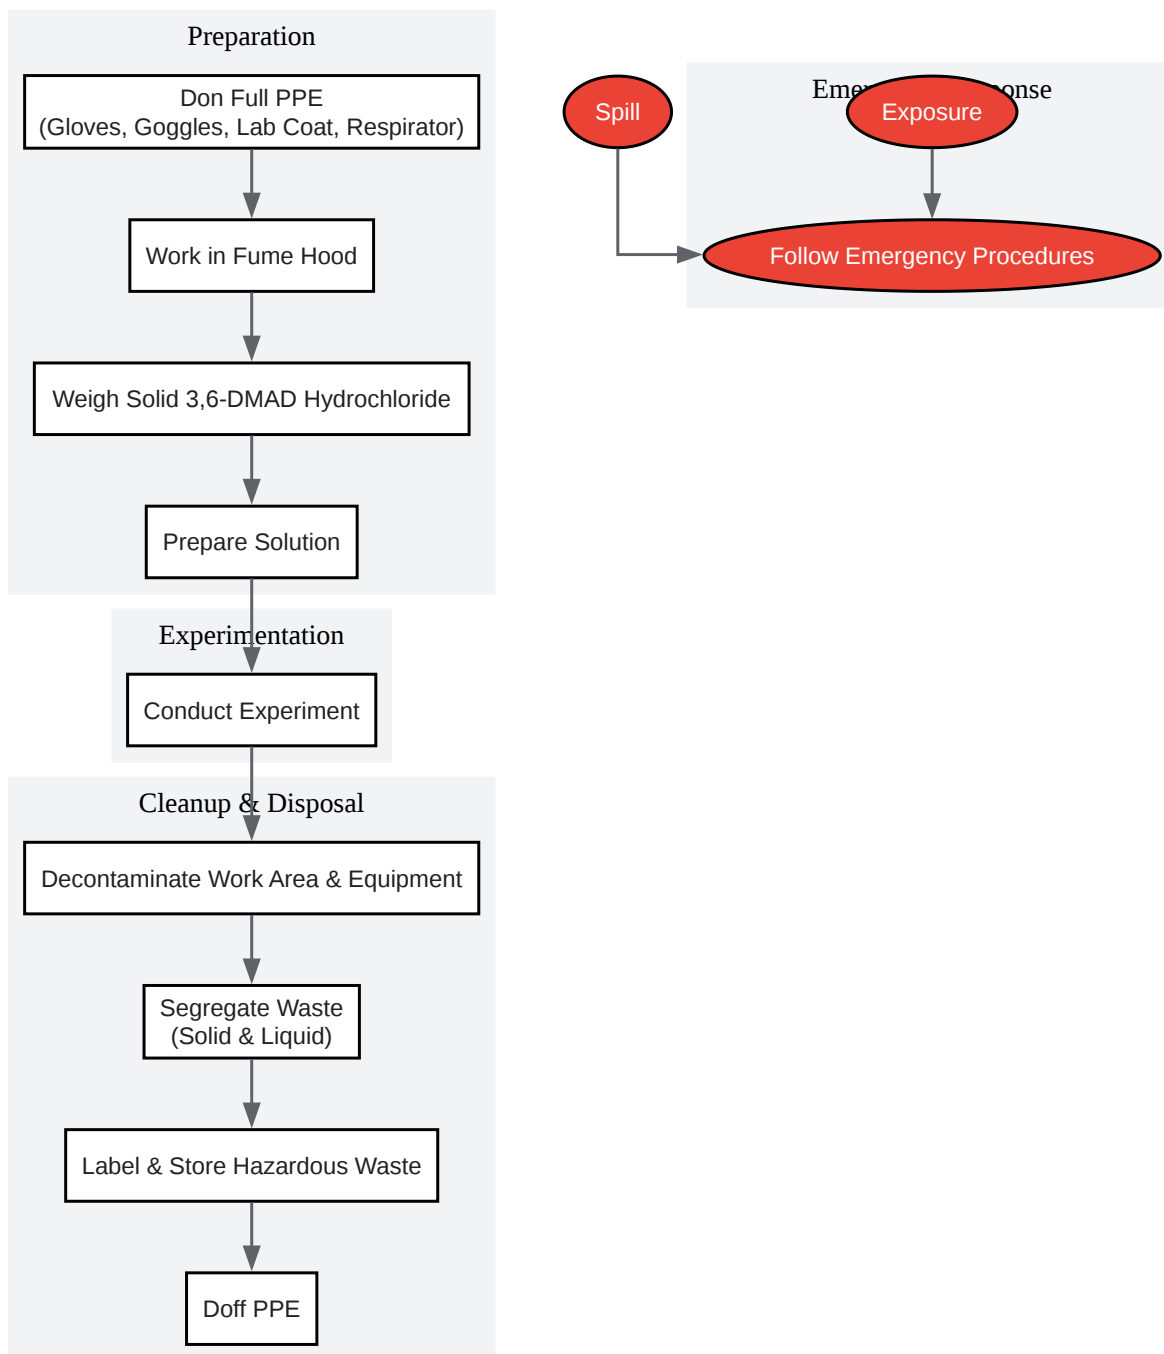 Preparation
Don Full PPE
(Gloves, Goggles, Lab Coat, Respirator)
Work in Fume Hood
Weigh Solid 3,6-DMAD Hydrochloride
Prepare Solution
Experimentation
Conduct Experiment
Cleanup & Disposal
Decontaminate Work Area & Equipment
Segregate Waste
(Solid & Liquid)
Label & Store Hazardous Waste
Doff PPE
Spill
Exposure
Follow Emergency Procedures